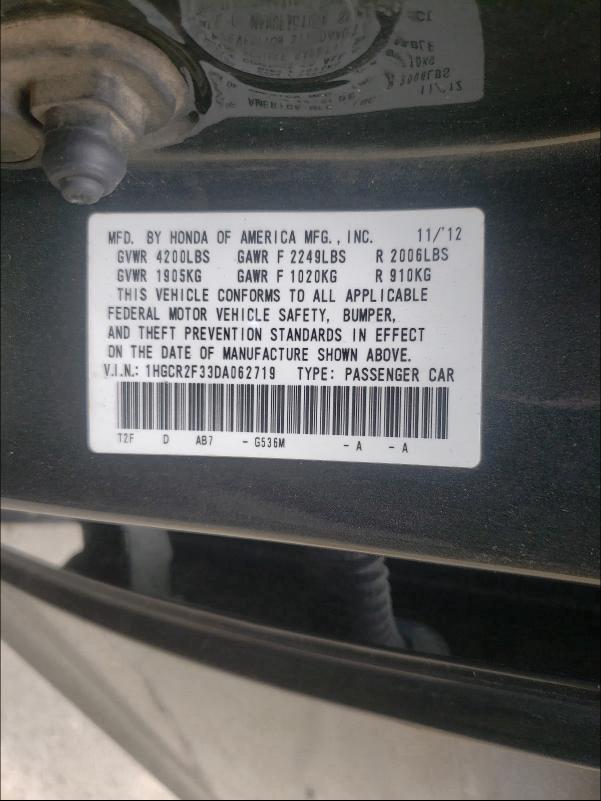 MFD. BY HONDA OF AMERICA MFG., INC. 11/'12
GVWR 4200LBS GAWR F 2249LBS R 2006LBS
GVWR 1905KG GAWR F 1020KG R 910KG
THIS VEHICLE CONFORMS TO ALL APPLICABLE
FEDERAL MOTOR VEHICLE SAFETY, BUMPER,
AND THEFT PREVENTION STANDARDS IN EFFECT
ON THE DATE OF MANUFACTURE SHOWN ABOVE.
V.I.N.: 1HGCR2F33DA062719 TYPE: PASSENGER CAR
T2F D AB7 - G536M - A - A